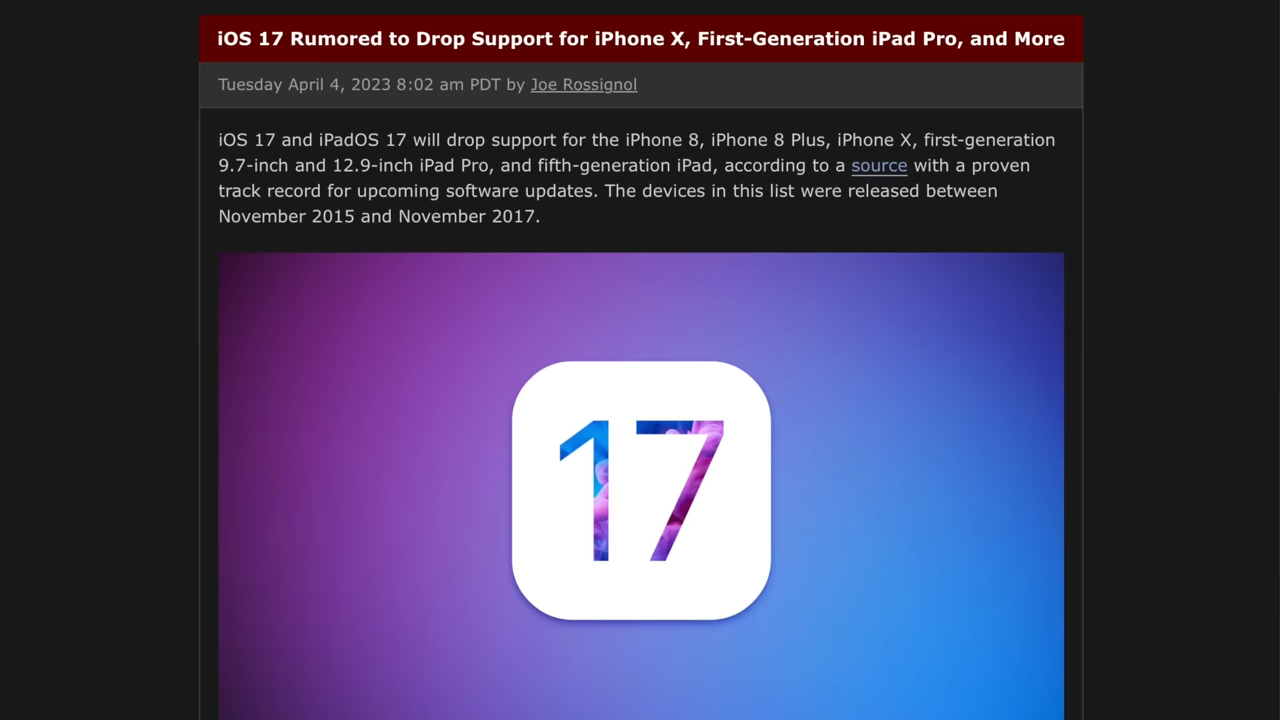 iOS 17 Rumored to Drop Support for iPhone X, First-Generation iPad Pro, and More
Tuesday April 4, 2023 8:02 am PDT by Joe Rossignol
iOS 17 and iPadOS 17 will drop support for the iPhone 8, iPhone 8 Plus, iPhone X, first-generation
9.7-inch and 12.9-inch iPad Pro, and fifth-generation iPad, according to a source with a proven
track record for upcoming software updates. The devices in this list were released between
November 2015 and November 2017.
17